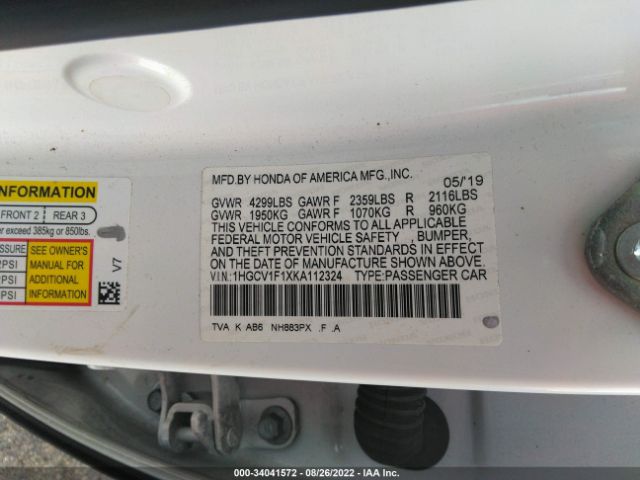 MFD.BY HONDA OF AMERICA MFG.,INC. 05/'19
GVWR 4299LBS GAWR F 2359LBS R 2116LBS
GVWR 1950KG GAWR F 1070KG R 960KG
THIS VEHICLE CONFORMS TO ALL APPLICABLE
FEDERAL MOTOR VEHICLE SAFETY , BUMPER,
AND THEFT PREVENTION STANDARDS IN EFFECT
ON THE DATE OF MANUFACTURE SHOWN ABOVE.
VIN:1HGCV1F1XKA112324 TYPE:PASSENGER CAR
TVA K AB6 NH883PX .F .A
INFORMATION
FRONT 2 REAR 3
exceed 385kg or 850lbs.
SEE OWNER'S
MANUAL FOR
ADDITIONAL
INFORMATION
PSI
PSI
V7
000-34041572 - 08/26/2022 - IAA Inc.